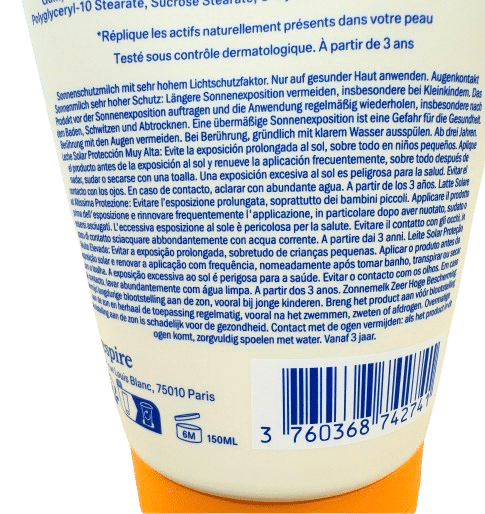 Polyglyceryl-10 Stearate, Sucrose Stearate,
*Réplique les actifs naturellement présents dans votre peau
Testé sous contrôle dermatologique. À partir de 3 ans
Sonnenschutzmilch mit sehr hohem Lichtschutzfaktor. Nur auf gesunder Haut anwenden. Augenkontakt
Sonnenmilch sehr hoher Schutz: Längere Sonnenexposition vermeiden, insbesondere bei Kleinkindern. Das
Produkt vor der Sonnenexposition auftragen und die Anwendung regelmäßig wiederholen, insbesondere nach
dem Baden, Schwitzen und Abtrocknen. Eine übermäßige Sonnenexposition ist eine Gefahr für die Gesundheit.
Berührung mit den Augen vermeiden. Bei Berührung, gründlich mit klarem Wasser ausspülen. Ab drei Jahren.
Leche Solar Protección Muy Alta: Evite la exposición prolongada al sol, sobre todo en niños pequeños. Aplique
el producto antes de la exposición al sol y renueve la aplicación frecuentemente, sobre todo después de
nadar, sudar o secarse con una toalla. Una exposición excesiva al sol es peligrosa para la salud. Evitar el
contacto con los ojos. En caso de contacto, aclarar con abundante agua. A partir de los 3 años. Latte Solare
Altissima Protezione: Evitare l'esposizione prolungata, soprattutto dei bambini piccoli. Applicare il prodotto
prima dell'esposizione e rinnovare frequentemente l'applicazione, in particolare dopo aver nuotato, sudato o
essersi asciugati. L'eccessiva esposizione al sole è pericolosa per la salute. Evitare il contatto con gli occhi, in
caso di contatto sciacquare abbondantemente con acqua corrente. A partire dai 3 anni. Leite Solar Proteção
Muito Elevada: Evitar a exposição prolongada, sobretudo de crianças pequenas. Aplicar o produto antes da
exposição solar e renovar a aplicação com frequência, nomeadamente após tomar banho, transpirar ou secar
na toalha. A exposição excessiva ao sol é perigosa para a saúde. Evitar o contacto com os olhos. Em caso
contacto, lavar abundantemente com água limpa. A partir dos 3 anos. Zonnemelk Zeer Hoge Bescherming
langdurige blootstelling aan de zon, vooral bij jonge kinderen. Breng het product aan vóór blootstelling
de zon en herhaal de toepassing regelmatig, vooral na het zwemmen, zweten of afdrogen. Overmatige
aan de zon is schadelijk voor de gezondheid. Contact met de ogen vermijden: als het product in de
ogen komt, zorgvuldig spoelen met water. Vanaf 3 jaar.
spire
Louis Blanc, 75010 Paris
6M 150ML
3 760368 742741